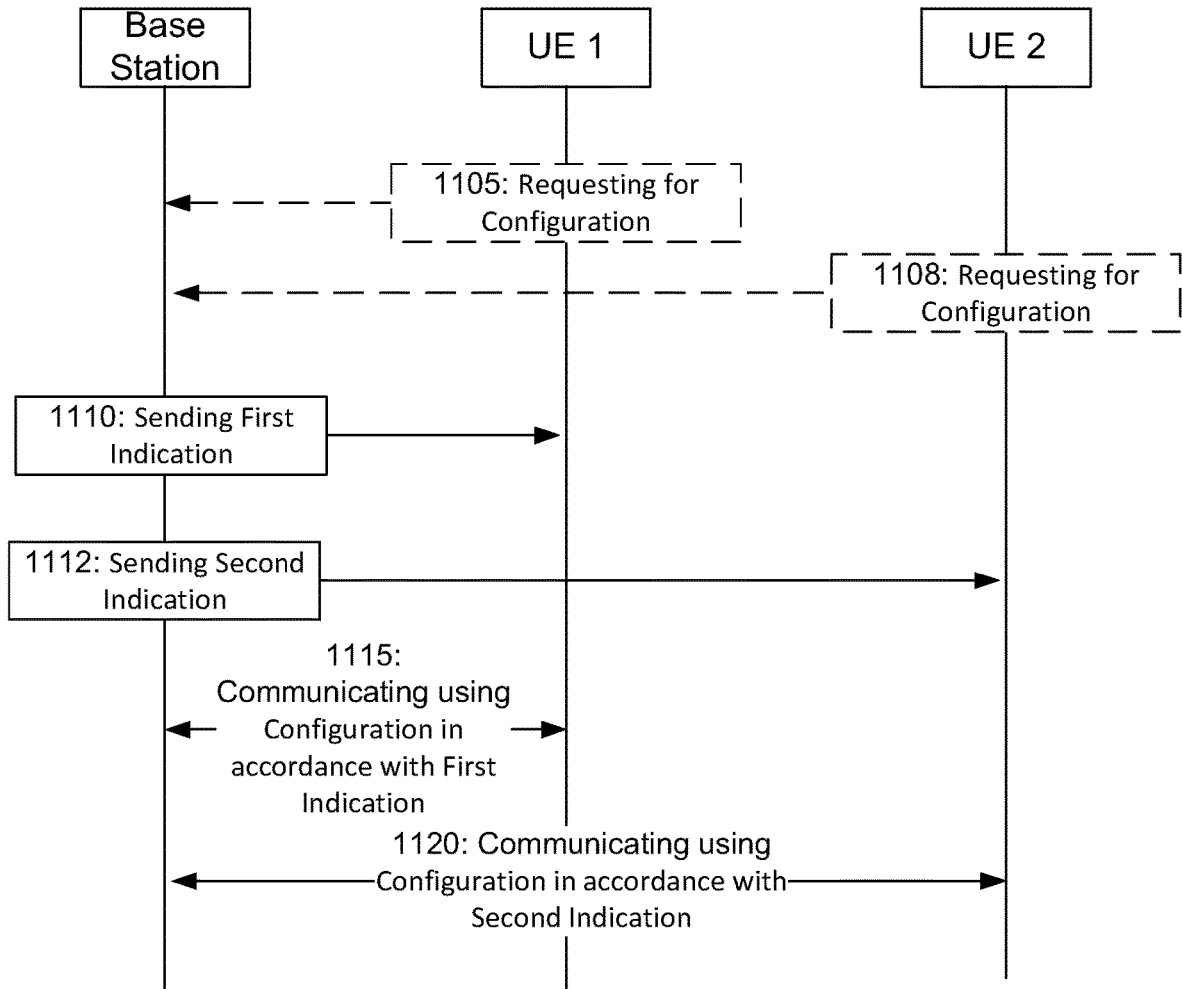 Base
Station
UE 1
UE 2
1105: Requesting for
Configuration
1108: Requesting for
Configuration
1110: Sending First
Indication
1112: Sending Second
Indication
1115:
Communicating using
Configuration in
accordance with First
Indication
1120: Communicating using
Configuration in accordance with
Second Indication